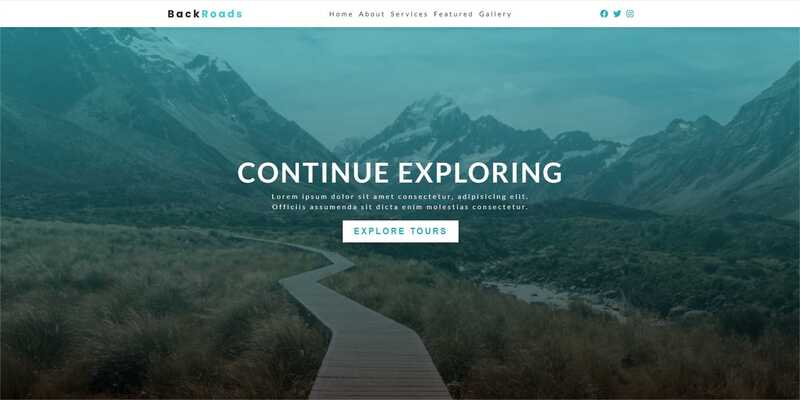 BackRoads
Home About Services Featured Gallery
CONTINUE EXPLORING
Lorem ipsum dolor sit amet consectetur, adipisicing elit.
Officiis assumenda sit dicta enim molestias consectetur.
EXPLORE TOURS